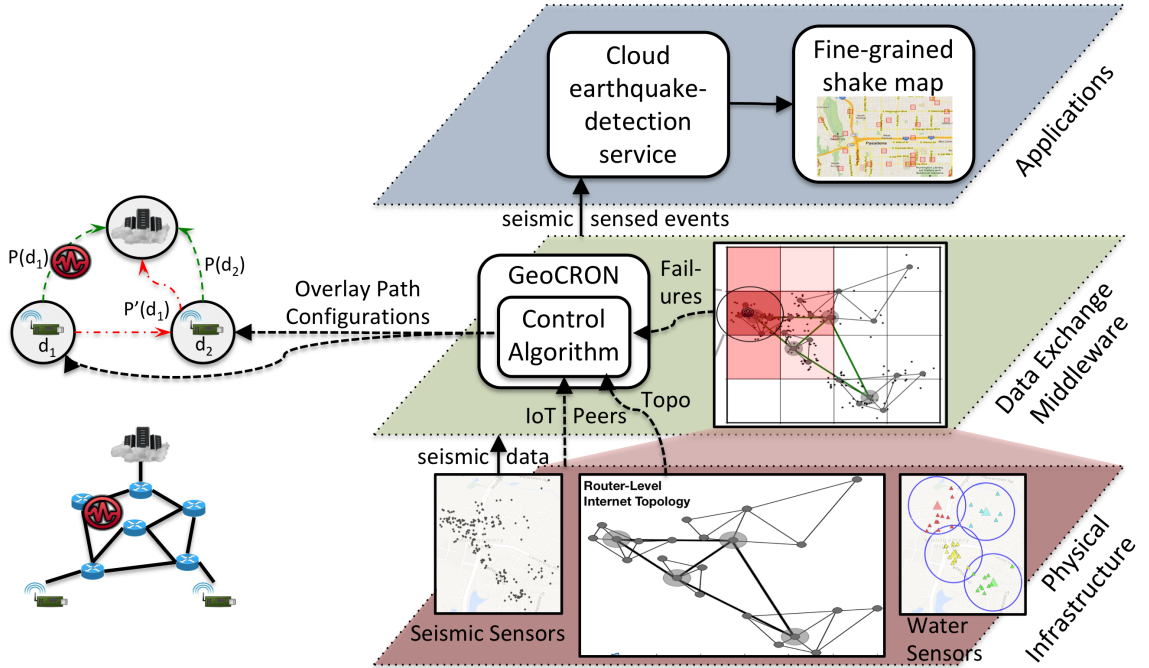 Cloud
earthquake-
detection
service
Fine-grained
shake map
Pasadena
Applications
seismic sensed events
P(d1)
P(d2)
P'(d1)
d1
d2
Overlay Path
Configurations
GeoCRON
Control
Algorithm
Fail-
ures
IoT Peers
Topo
Data Exchange
Middleware
seismic data
Router-Level
Internet Topology
Seismic Sensors
Water
Sensors
Physical
Infrastructure